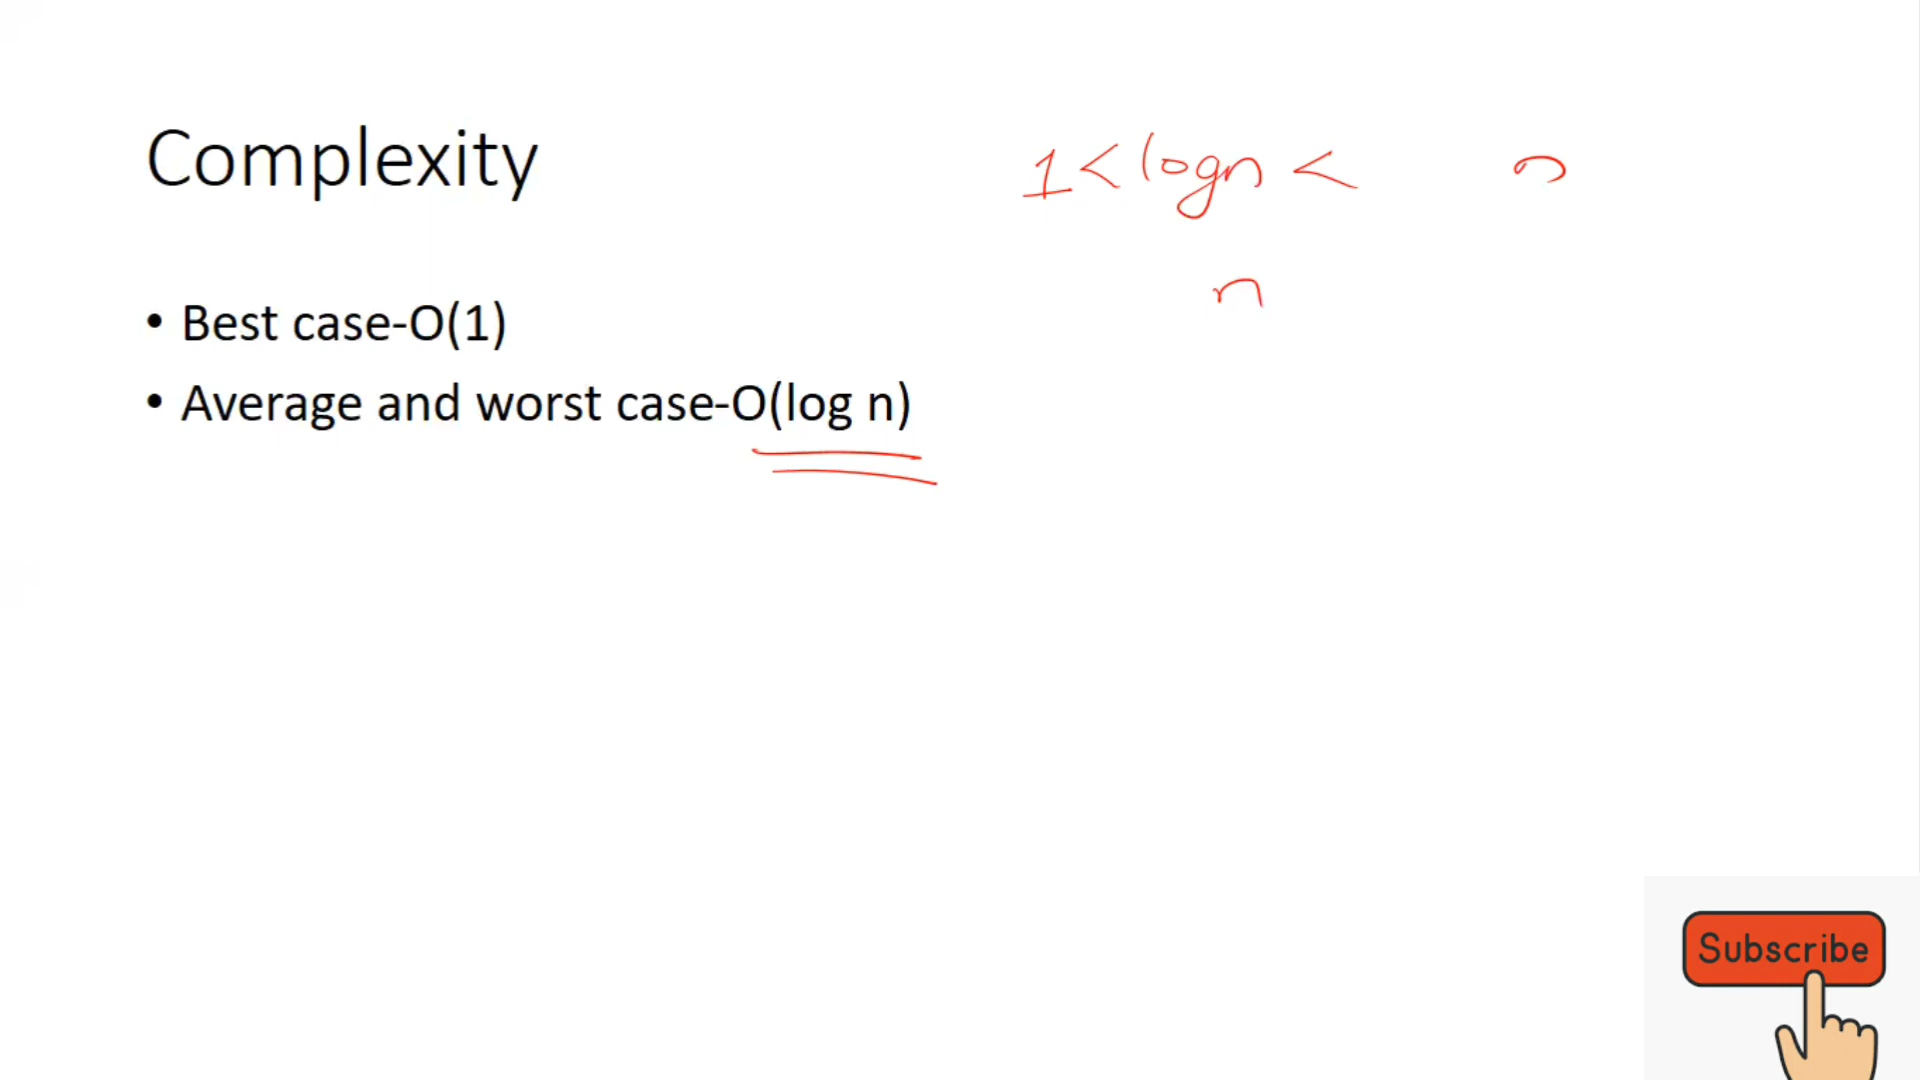 Complexity
1 < logn < n
n
• Best case-O(1)
• Average and worst case-O(log n)
Subscribe